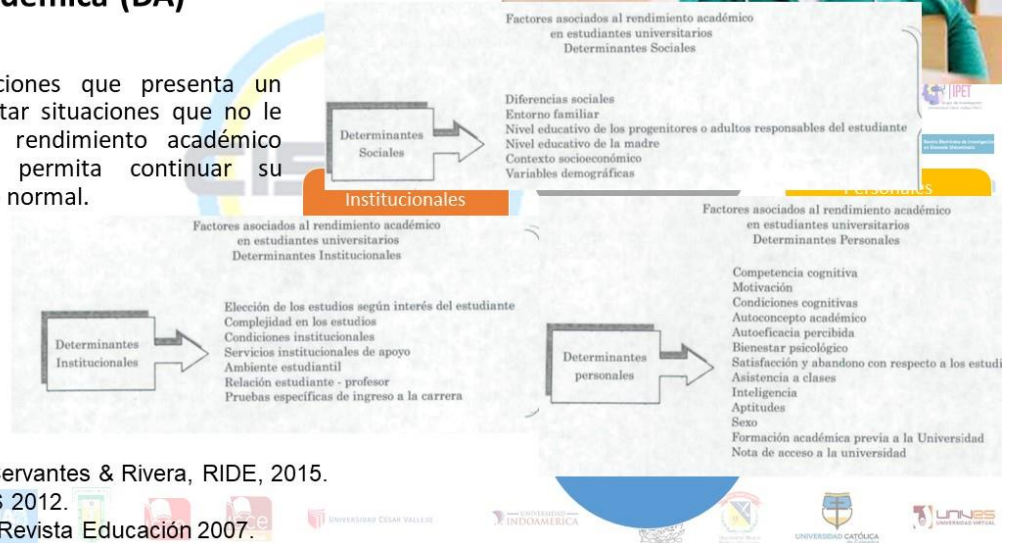 démica (DA)
ciones que presenta un
tar situaciones que no le
rendimiento académico
permita continuar su
normal.
Factores asociados al rendimiento académico
en estudiantes universitarios
Determinantes Sociales
Determinantes
Sociales
Diferencias sociales
Entorno familiar
Nivel educativo de los progenitores o adultos responsables del estudiante
Nivel educativo de la madre
Contexto socioeconómico
Variables demográficas
IPET
Institucionales
Personales
Factores asociados al rendimiento académico
en estudiantes universitarios
Determinantes Institucionales
Determinantes
Institucionales
Elección de los estudios según interés del estudiante
Complejidad en los estudios
Condiciones institucionales
Servicios institucionales de apoyo
Ambiente estudiantil
Relación estudiante - profesor
Pruebas específicas de ingreso a la carrera
Factores asociados al rendimiento académico
en estudiantes universitarios
Determinantes Personales
Determinantes
personales
Competencia cognitiva
Motivación
Condiciones cognitivas
Autoconcepto académico
Autoeficacia percibida
Bienestar psicológico
Satisfacción y abandono con respecto a los estudi
Asistencia a clases
Inteligencia
Aptitudes
Sexo
Formación académica previa a la Universidad
Nota de acceso a la universidad
Cervantes & Rivera, RIDE, 2015.
S 2012.
Revista Educación 2007.
UNIVERSIDAD CÉSAR VALLEJO
UNIVERSIDAD
INDOAMÉRICA
UNIVERSIDAD CATÓLICA
UNIVERSIDAD VIRTUAL